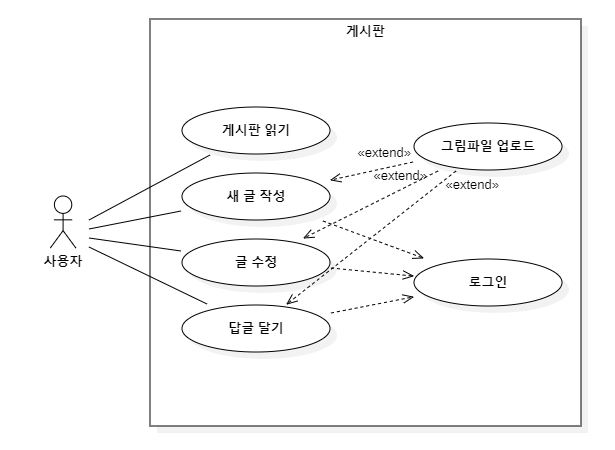 게시판
게시판 읽기
그림파일 업로드
«extend»
«extend»
«extend»
새 글 작성
사용자
글 수정
로그인
답글 달기